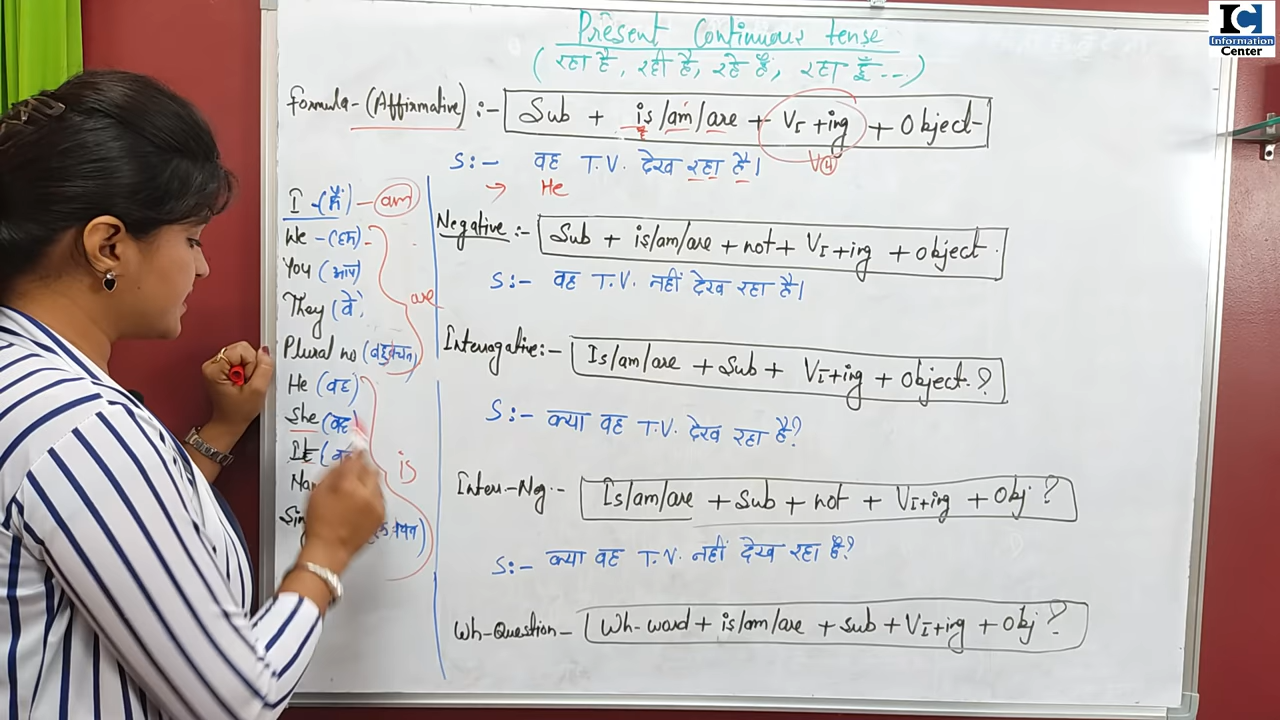 IC
Information
Center
Present Continuous tense
(रहा है, रही है, रहे हैं, रहा हूँ...)
Formula-(Affirmative) :- Sub + is/am/are + V1+ing + Object
V4
S:- वह T.V. देख रहा है।
→ He
I -(मैं) - am
We -(हम)
You (आप)
They (वे)
are
Plural no (बहुवचन)
He (वह)
She (वह)
It (
is
Negative:- Sub + is/am/are + not + V1+ing + Object.
S:- वह T.V. नहीं देख रहा है।
Interrogative:- Is/am/are + Sub + V1+ing + Object.?
S:- क्या वह T.V. देख रहा है?
Inter-Ng.- Is/am/are + Sub + not + V1+ing + Obj ?
S:- क्या वह T.V. नहीं देख रहा है?
Wh-Question- Wh-word + is/am/are + Sub + V1+ing + Obj ?